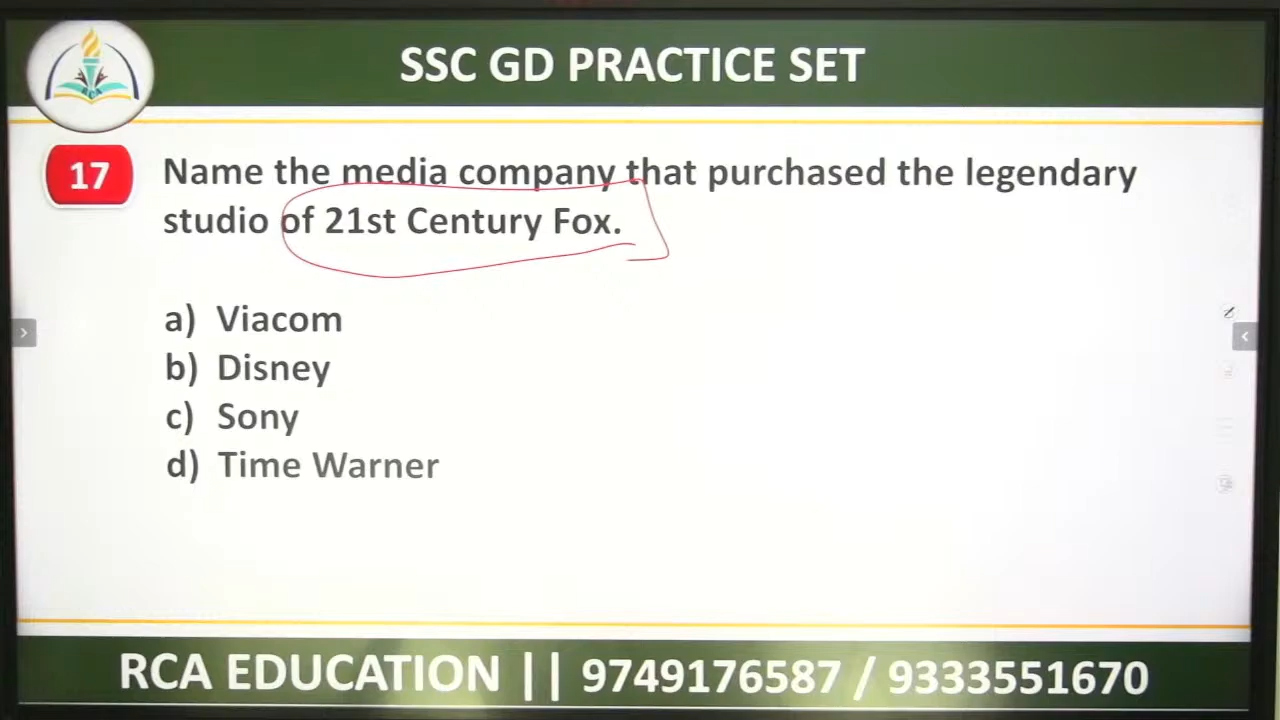 SSC GD PRACTICE SET
17
Name the media company that purchased the legendary
studio of 21st Century Fox.
a) Viacom
b) Disney
c) Sony
d) Time Warner
RCA EDUCATION || 9749176587 / 9333551670